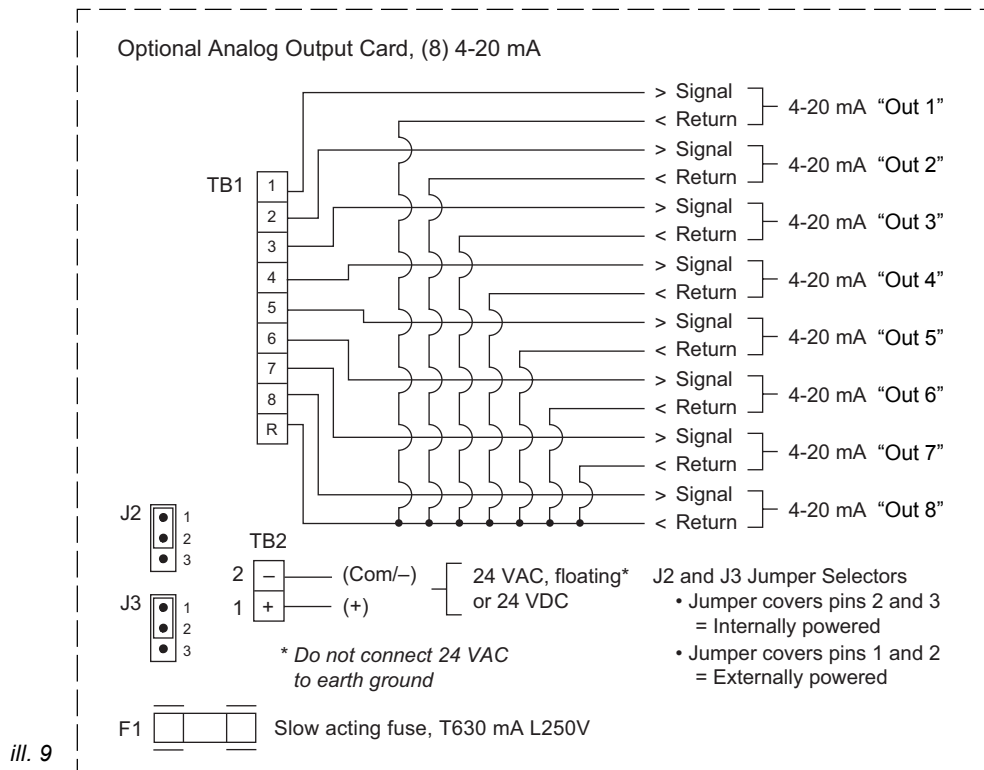 Optional Analog Output Card, (8) 4-20 mA
> Signal
< Return
4-20 mA “Out 1”
> Signal
< Return
4-20 mA “Out 2”
> Signal
< Return
4-20 mA “Out 3”
> Signal
< Return
4-20 mA “Out 4”
> Signal
< Return
4-20 mA “Out 5”
> Signal
< Return
4-20 mA “Out 6”
> Signal
< Return
4-20 mA “Out 7”
> Signal
< Return
4-20 mA “Out 8”
TB1
1
2
3
4
5
6
7
8
R
J2
1
2
3
J3
1
2
3
TB2
2 – (Com/–)
1 + (+)
24 VAC, floating*
or 24 VDC
* Do not connect 24 VAC
to earth ground
J2 and J3 Jumper Selectors
• Jumper covers pins 2 and 3
= Internally powered
• Jumper covers pins 1 and 2
= Externally powered
F1
Slow acting fuse, T630 mA L250V
ill. 9